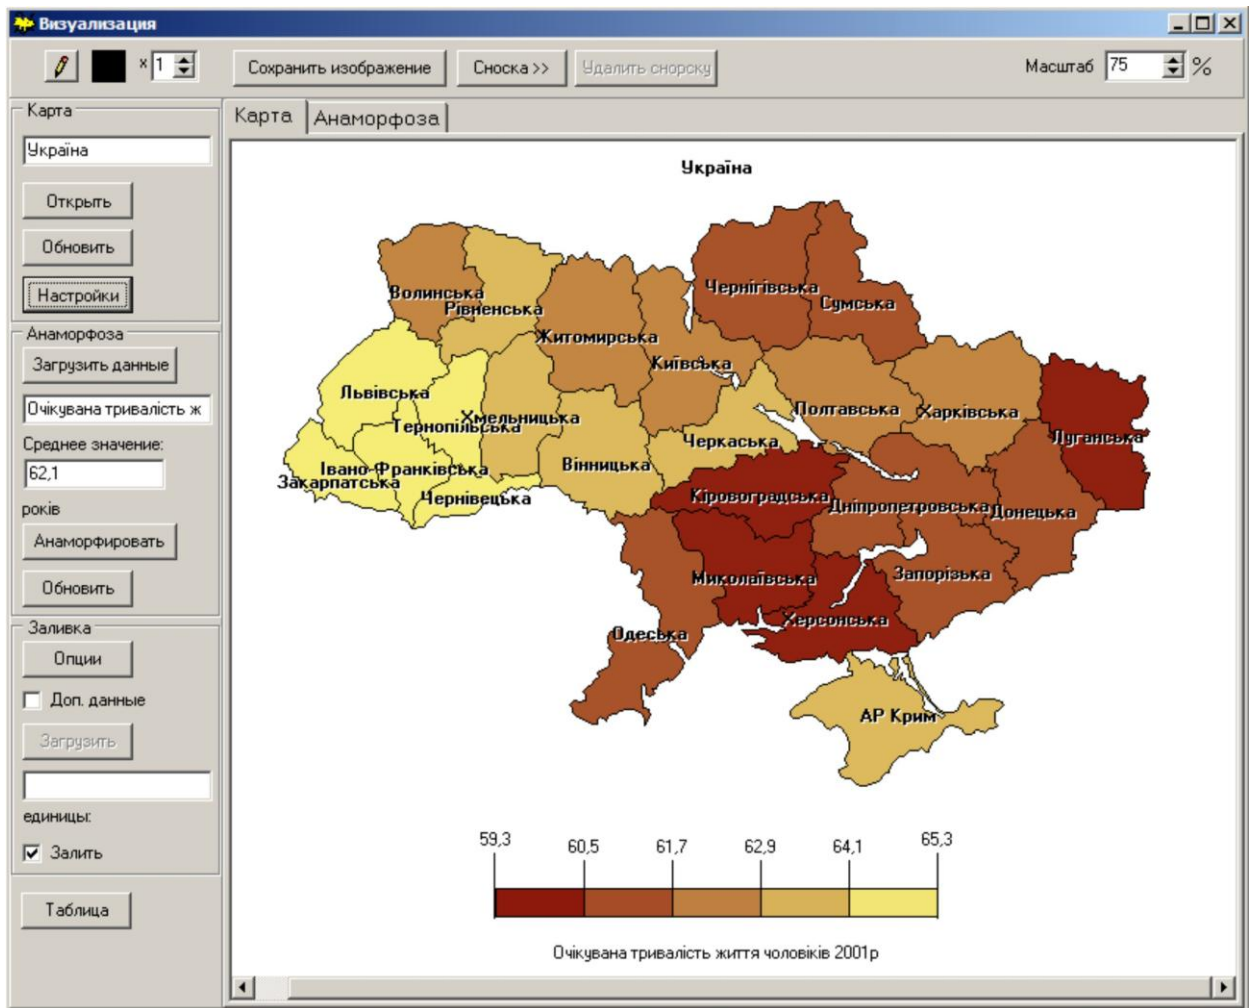 Визуализация
x 1
Сохранить изображение
Сноска >>
Удалить снорску
Масштаб 75 %
Карта
Україна
Открыть
Обновить
Настройки
Анаморфоза
Загрузить данные
Очікувана тривалість ж
Среднее значение:
62,1
років
Анаморфировать
Обновить
Заливка
Опции
Доп. данные
Загрузить
единицы:
Залить
Таблица
Карта
Анаморфоза
Україна
Волинська
Рівненська
Житомирська
Київська
Чернігівська
Сумська
Львівська
Тернопільська
Хмельницька
Вінницька
Черкаська
Полтавська
Харківська
Луганська
Івано-Франківська
Закарпатська
Чернівецька
Кіровоградська
Дніпропетровська
Донецька
Миколаївська
Запорізька
Херсонська
Одеська
АР Крим
59,3 60,5 61,7 62,9 64,1 65,3
Очікувана тривалість життя чоловіків 2001р